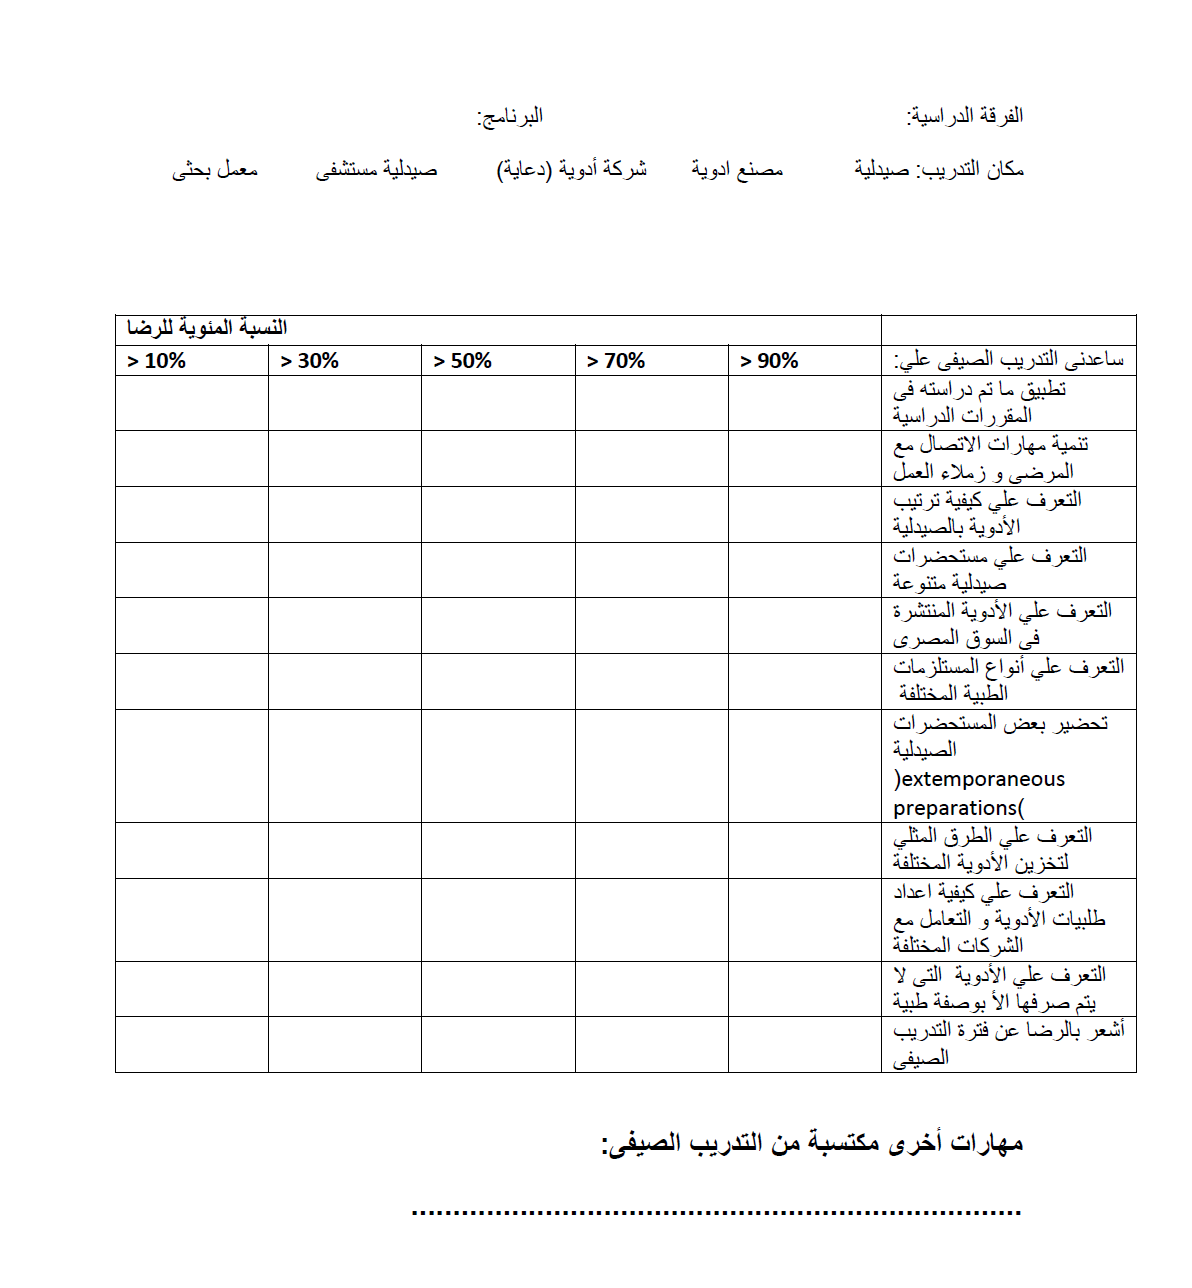 الفرقة الدراسية: البرنامج:
مكان التدريب: صيدلية مصنع ادوية شركة أدوية (دعاية) صيدلية مستشفى معمل بحثى
النسبة المئوية للرضا
ساعدنى التدريب الصيفى علي: > 90% > 70% > 50% > 30% > 10%
تطبيق ما تم دراسته فى
المقررات الدراسية
تنمية مهارات الاتصال مع
المرضى و زملاء العمل
التعرف علي كيفية ترتيب
الأدوية بالصيدلية
التعرف علي مستحضرات
صيدلية متنوعة
التعرف علي الأدوية المنتشرة
فى السوق المصرى
التعرف علي أنواع المستلزمات
الطبية المختلفة
تحضير بعض المستحضرات
الصيدلية
)extemporaneous
preparations(
التعرف علي الطرق المثلي
لتخزين الأدوية المختلفة
التعرف علي كيفية اعداد
طلبيات الأدوية و التعامل مع
الشركات المختلفة
التعرف علي الأدوية التى لا
يتم صرفها الأ بوصفة طبية
أشعر بالرضا عن فترة التدريب
الصيفى
مهارات أخرى مكتسبة من التدريب الصيفى:
........................................................................